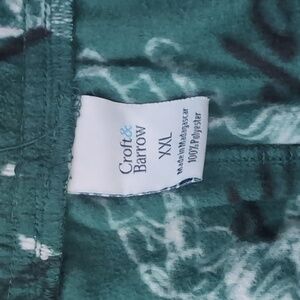 Croft&
Barrow
XXL
Made in Madagascar
100% Polyester